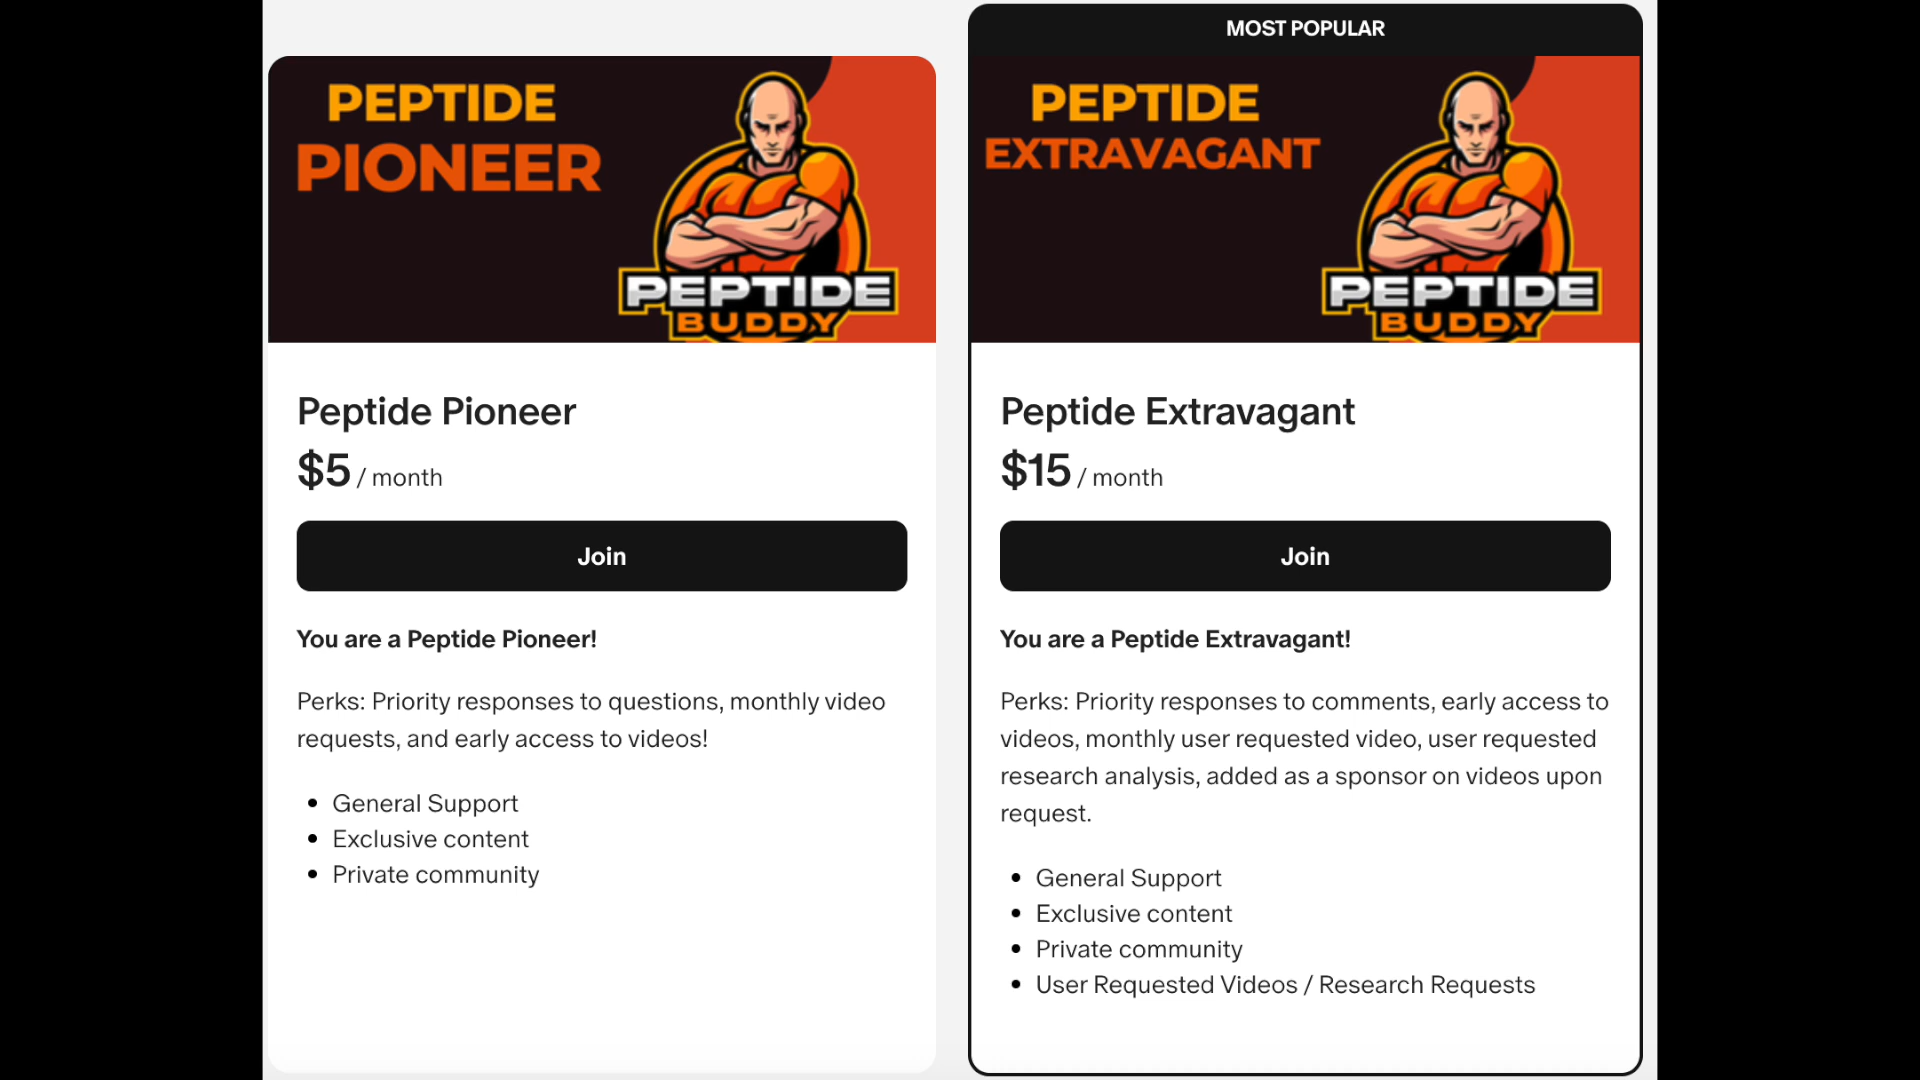 PEPTIDE
PIONEER
PEPTIDE
BUDDY
Peptide Pioneer
$5 / month
Join
You are a Peptide Pioneer!
Perks: Priority responses to questions, monthly video
requests, and early access to videos!
• General Support
• Exclusive content
• Private community
MOST POPULAR
PEPTIDE
EXTRAVAGANT
PEPTIDE
BUDDY
Peptide Extravagant
$15 / month
Join
You are a Peptide Extravagant!
Perks: Priority responses to comments, early access to
videos, monthly user requested video, user requested
research analysis, added as a sponsor on videos upon
request.
• General Support
• Exclusive content
• Private community
• User Requested Videos / Research Requests